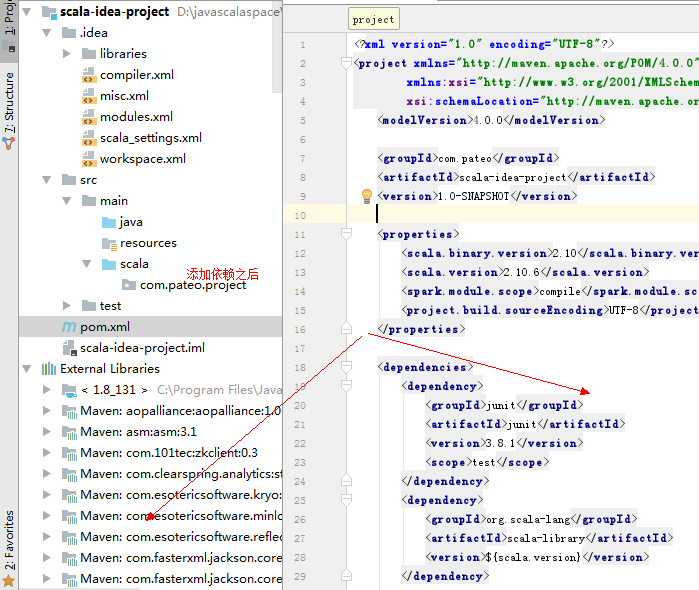 1: Proj
7: Structure
2: Favorites
scala-idea-project D:\javascalaspace\
.idea
libraries
compiler.xml
misc.xml
modules.xml
scala_settings.xml
workspace.xml
src
main
java
resources
scala
添加依赖之后
com.pateo.project
test
pom.xml
scala-idea-project.iml
External Libraries
< 1.8_131 > C:\Program Files\Java
Maven: aopalliance:aopalliance:1.0
Maven: asm:asm:3.1
Maven: com.101tec:zkclient:0.3
Maven: com.clearspring.analytics:st
Maven: com.esotericsoftware.kryo:
Maven: com.esotericsoftware.minlo
Maven: com.esotericsoftware.reflec
Maven: com.fasterxml.jackson.core
Maven: com.fasterxml.jackson.core
project
1 <?xml version="1.0" encoding="UTF-8"?>
2 <project xmlns="http://maven.apache.org/POM/4.0.0"
3 xmlns:xsi="http://www.w3.org/2001/XMLSchem
4 xsi:schemaLocation="http://maven.apache.or
5 <modelVersion>4.0.0</modelVersion>
6
7 <groupId>com.pateo</groupId>
8 <artifactId>scala-idea-project</artifactId>
9 <version>1.0-SNAPSHOT</version>
10
11 <properties>
12 <scala.binary.version>2.10</scala.binary.ver
13 <scala.version>2.10.6</scala.version>
14 <spark.module.scope>compile</spark.module.sc
15 <project.build.sourceEncoding>UTF-8</project
16 </properties>
17
18 <dependencies>
19 <dependency>
20 <groupId>junit</groupId>
21 <artifactId>junit</artifactId>
22 <version>3.8.1</version>
23 <scope>test</scope>
24 </dependency>
25 <dependency>
26 <groupId>org.scala-lang</groupId>
27 <artifactId>scala-library</artifactId>
28 <version>${scala.version}</version>
29 </dependency>